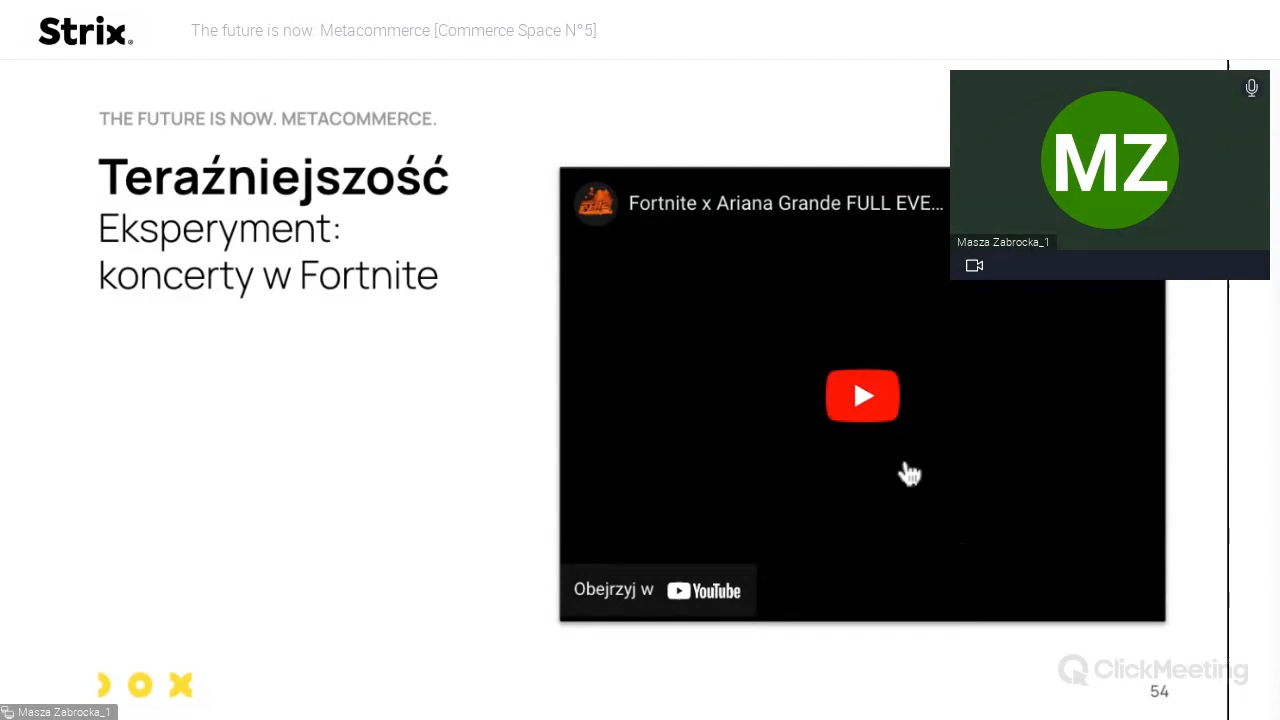 Strix
The future is now. Metacommerce [Commerce Space N°5]
THE FUTURE IS NOW. METACOMMERCE.
Teraźniejszość
Eksperyment:
koncerty w Fortnite
Fortnite x Ariana Grande FULL EVE...
MZ
Masza Zabrocka_1
Obejrzyj w YouTube
ClickMeeting
54
Masza Zabrocka_1